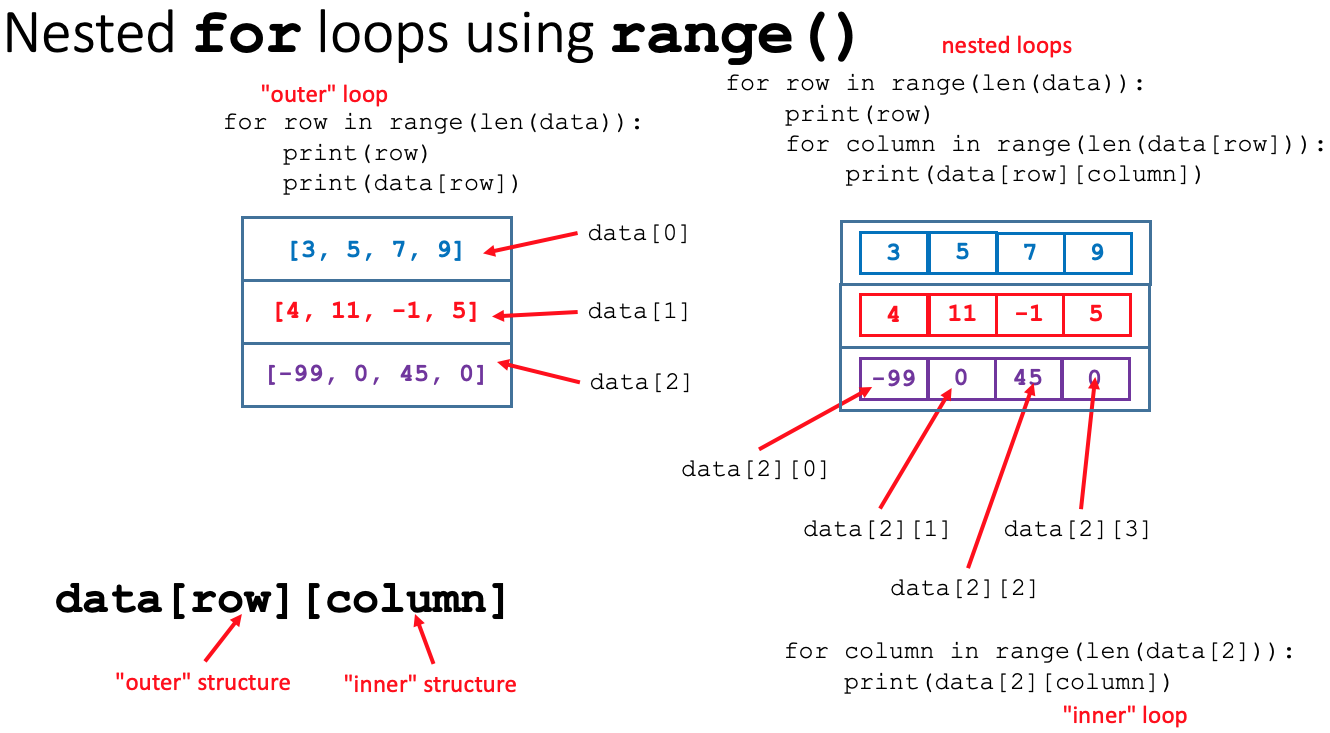 Nested for loops using range()
"outer" loop
for row in range(len(data)):
    print(row)
    print(data[row])
[3, 5, 7, 9]
[4, 11, -1, 5]
[-99, 0, 45, 0]
data[0]
data[1]
data[2]
nested loops
for row in range(len(data)):
    print(row)
    for column in range(len(data[row])):
        print(data[row][column])
3 5 7 9
4 11 -1 5
-99 0 45 0
data[2][0]
data[2][1]
data[2][3]
data[2][2]
data[row][column]
"outer" structure
"inner" structure
for column in range(len(data[2])):
    print(data[2][column])
"inner" loop